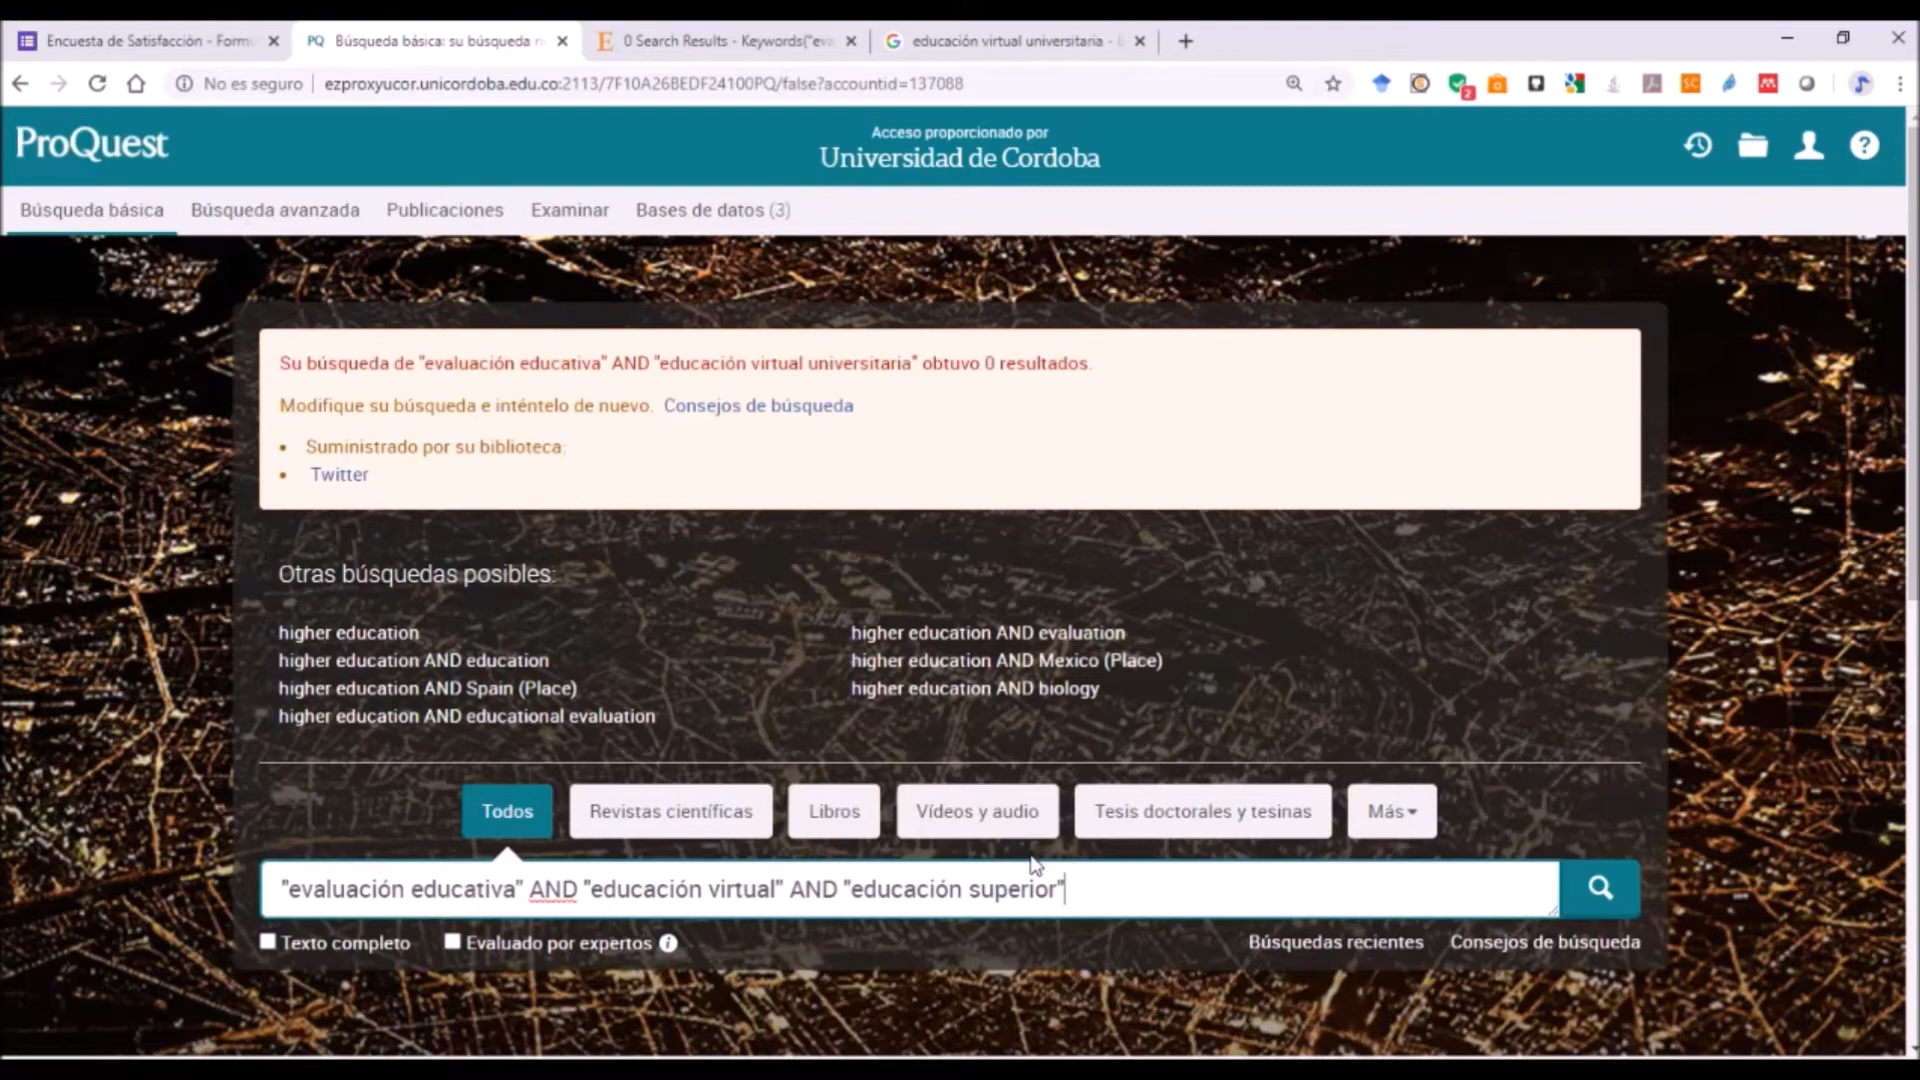 Encuesta de Satisfacción - Formu
Búsqueda básica: su búsqueda n
0 Search Results - Keywords("eva
educación virtual universitaria -
No es seguro
ezproxyucor.unicordoba.edu.co:2113/7F10A26BEDF24100PQ/false?accountid=137088
ProQuest
Acceso proporcionado por
Universidad de Cordoba
Búsqueda básica
Búsqueda avanzada
Publicaciones
Examinar
Bases de datos (3)
Su búsqueda de "evaluación educativa" AND "educación virtual universitaria" obtuvo 0 resultados.
Modifique su búsqueda e inténtelo de nuevo. Consejos de búsqueda
• Suministrado por su biblioteca:
• Twitter
Otras búsquedas posibles:
higher education
higher education AND education
higher education AND Spain (Place)
higher education AND educational evaluation
higher education AND evaluation
higher education AND Mexico (Place)
higher education AND biology
Todos
Revistas científicas
Libros
Vídeos y audio
Tesis doctorales y tesinas
Más
"evaluación educativa" AND "educación virtual" AND "educación superior"
Texto completo
Evaluado por expertos
Búsquedas recientes
Consejos de búsqueda